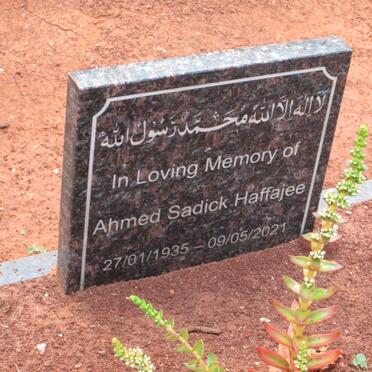 لا إله إلا الله محمد رسول الله
In Loving Memory of
Ahmed Sadick Haffajee
27/01/1935 – 09/05/2021